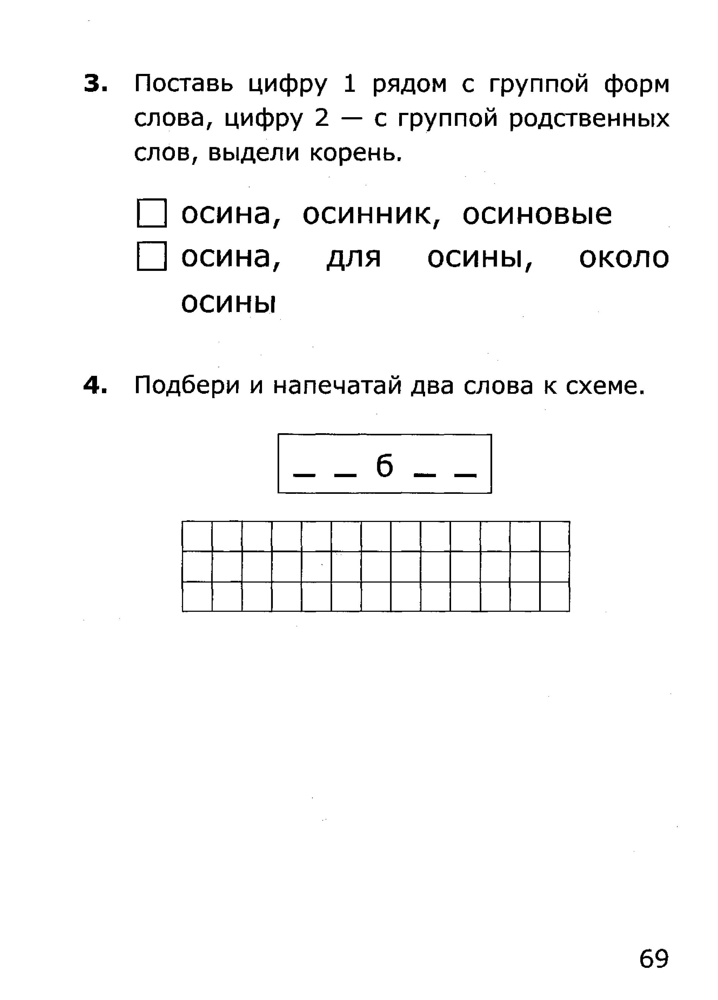 3. Поставь цифру 1 рядом с группой форм
слова, цифру 2 — с группой родственных
слов, выдели корень.
осина, осинник, осиновые
осина, для осины, около
осины
4. Подбери и напечатай два слова к схеме.
_ _ б _ _
69